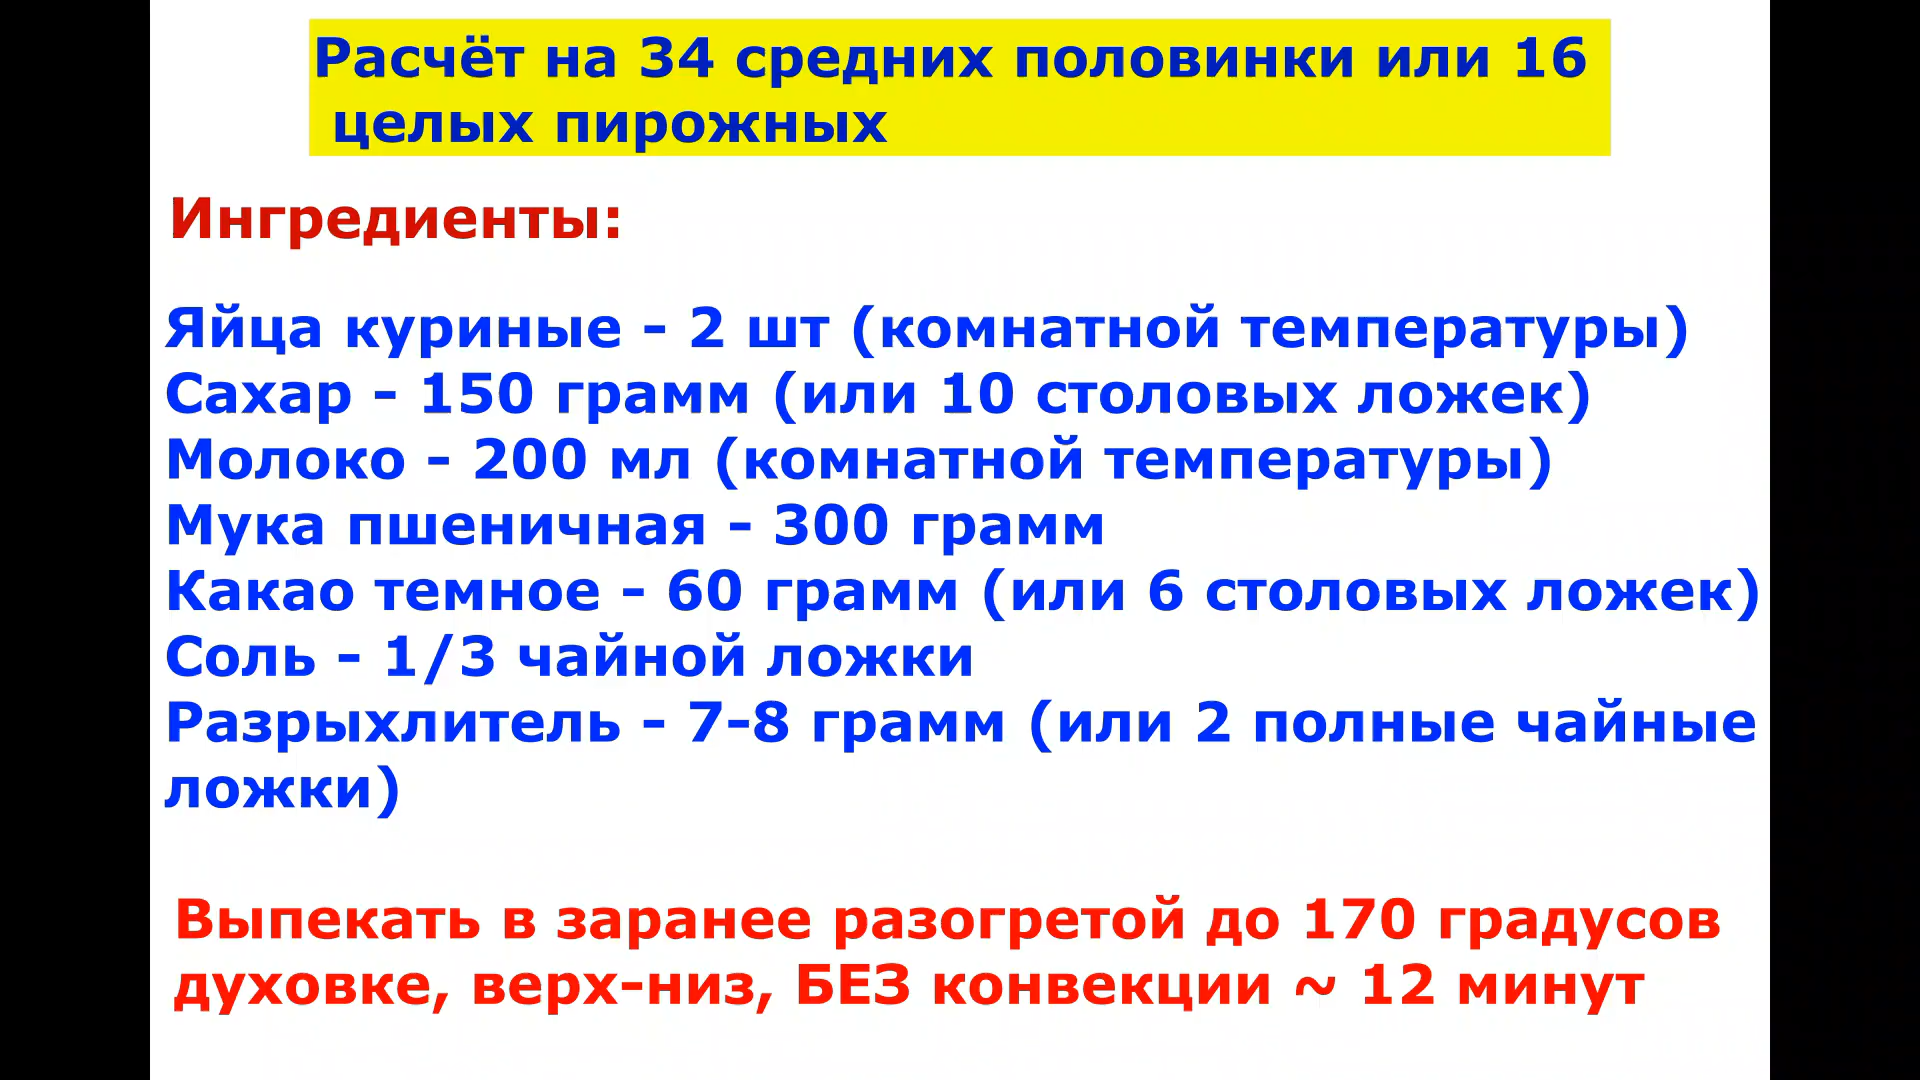 Расчёт на 34 средних половинки или 16
целых пирожных
Ингредиенты:
Яйца куриные - 2 шт (комнатной температуры)
Сахар - 150 грамм (или 10 столовых ложек)
Молоко - 200 мл (комнатной температуры)
Мука пшеничная - 300 грамм
Какао темное - 60 грамм (или 6 столовых ложек)
Соль - 1/3 чайной ложки
Разрыхлитель - 7-8 грамм (или 2 полные чайные
ложки)
Выпекать в заранее разогретой до 170 градусов
духовке, верх-низ, БЕЗ конвекции ~ 12 минут